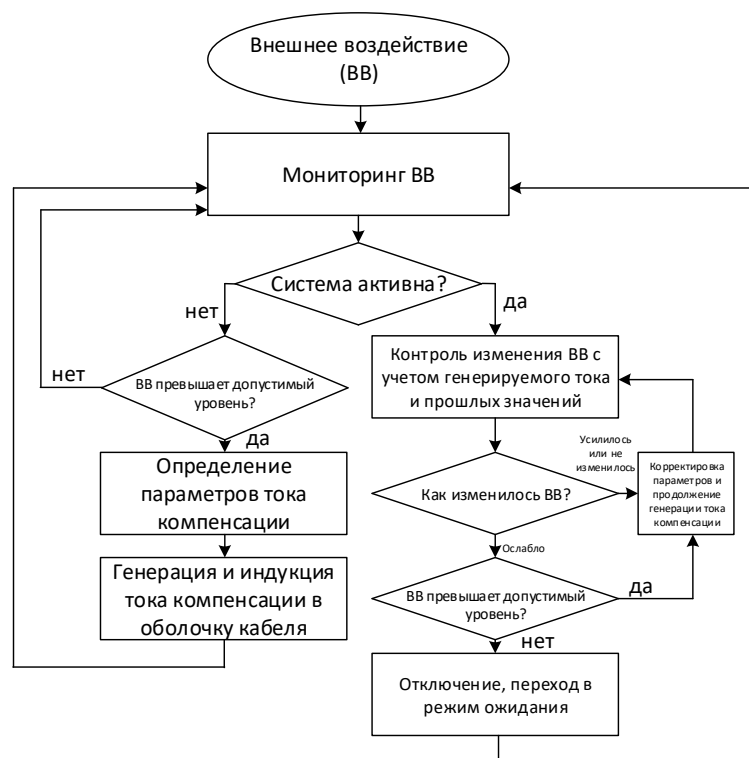 Внешнее воздействие
(ВВ)
Мониторинг ВВ
Система активна?
нет
да
ВВ превышает допустимый
уровень?
нет
да
Определение
параметров тока
компенсации
Генерация и индукция
тока компенсации в
оболочку кабеля
Контроль изменения ВВ с
учетом генерируемого тока
и прошлых значений
Как изменилось ВВ?
Усилилось
или не
изменилось
Корректировка
параметров и
продолжение
генерации тока
компенсации
Ослабло
ВВ превышает допустимый
уровень?
да
нет
Отключение, переход в
режим ожидания